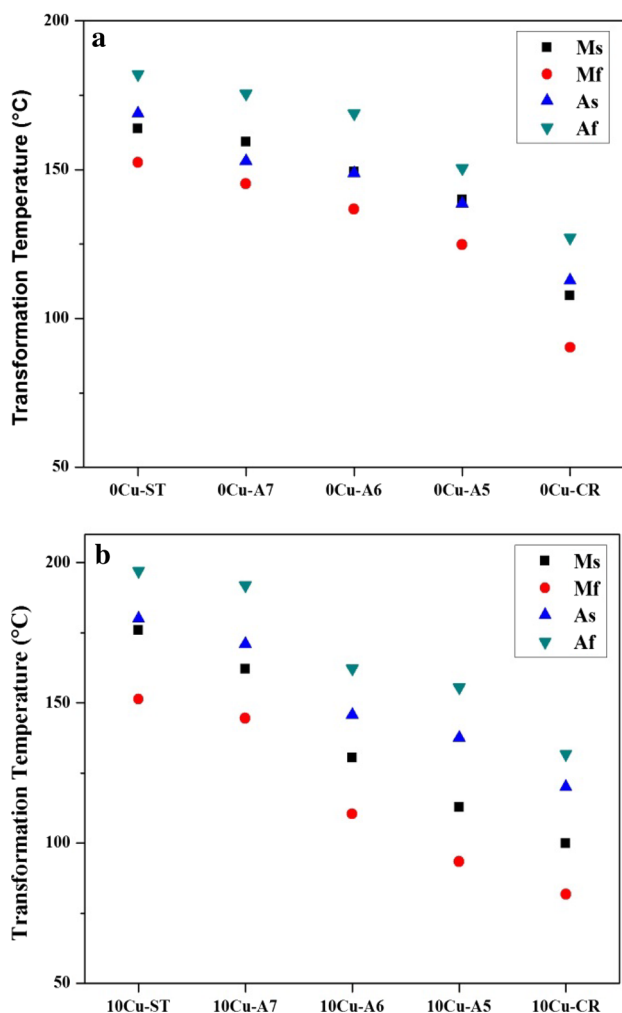 a
200
150
100
50
Transformation Temperature (°C)
Ms
Mf
As
Af
0Cu-ST 0Cu-A7 0Cu-A6 0Cu-A5 0Cu-CR
b
200
150
100
50
Transformation Temperature (°C)
Ms
Mf
As
Af
10Cu-ST 10Cu-A7 10Cu-A6 10Cu-A5 10Cu-CR